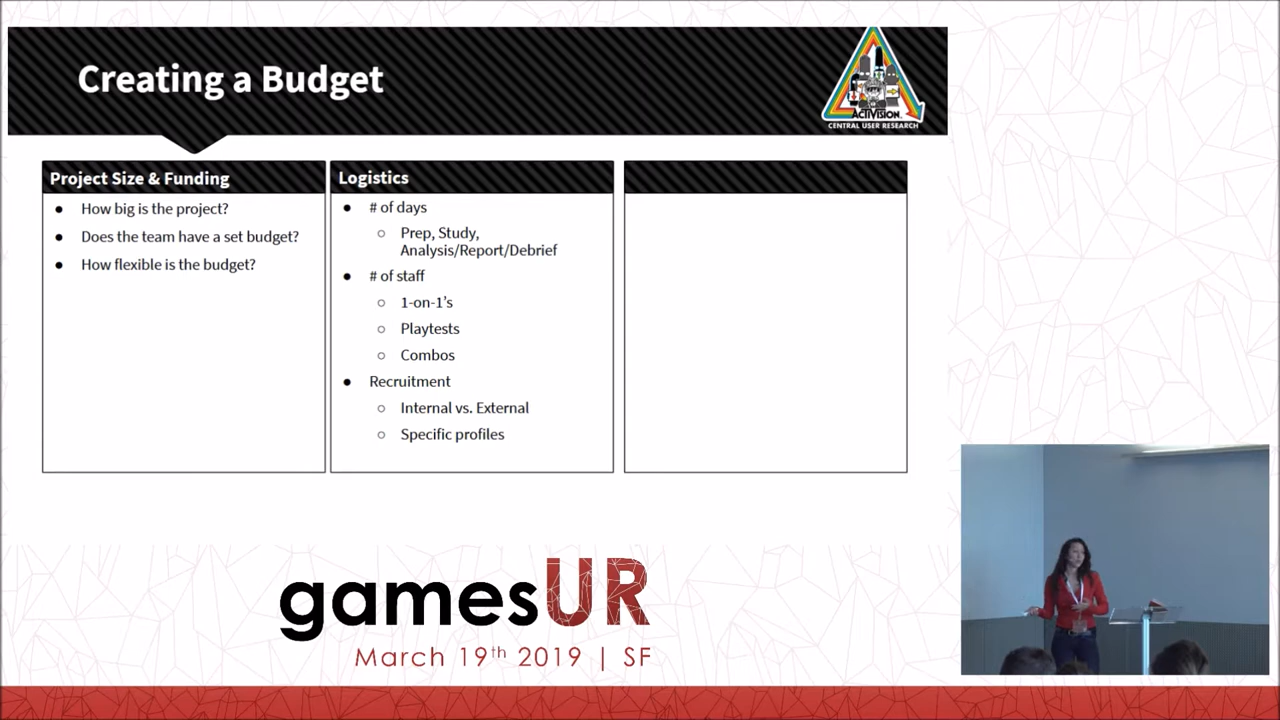 Creating a Budget
ACTIVISION
CENTRAL USER RESEARCH
Project Size & Funding
● How big is the project?
● Does the team have a set budget?
● How flexible is the budget?
Logistics
● # of days
○ Prep, Study,
Analysis/Report/Debrief
● # of staff
○ 1-on-1’s
○ Playtests
○ Combos
● Recruitment
○ Internal vs. External
○ Specific profiles
gamesUR
March 19th 2019 | SF